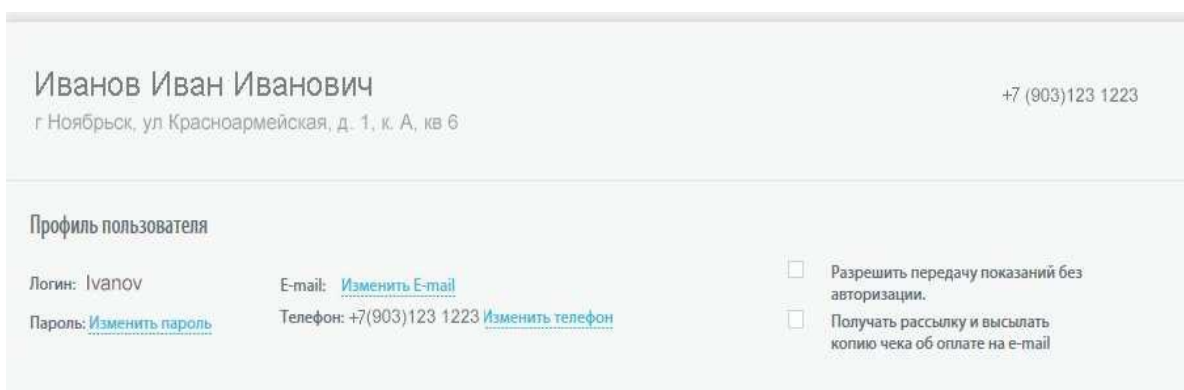 Иванов Иван Иванович
+7 (903)123 1223
г Ноябрьск, ул Красноармейская, д. 1, к. А, кв 6
Профиль пользователя
Логин: Ivanov
Пароль: Изменить пароль
E-mail: Изменить E-mail
Телефон: +7(903)123 1223 Изменить телефон
Разрешить передачу показаний без
авторизации.
Получать рассылку и высылать
копию чека об оплате на e-mail